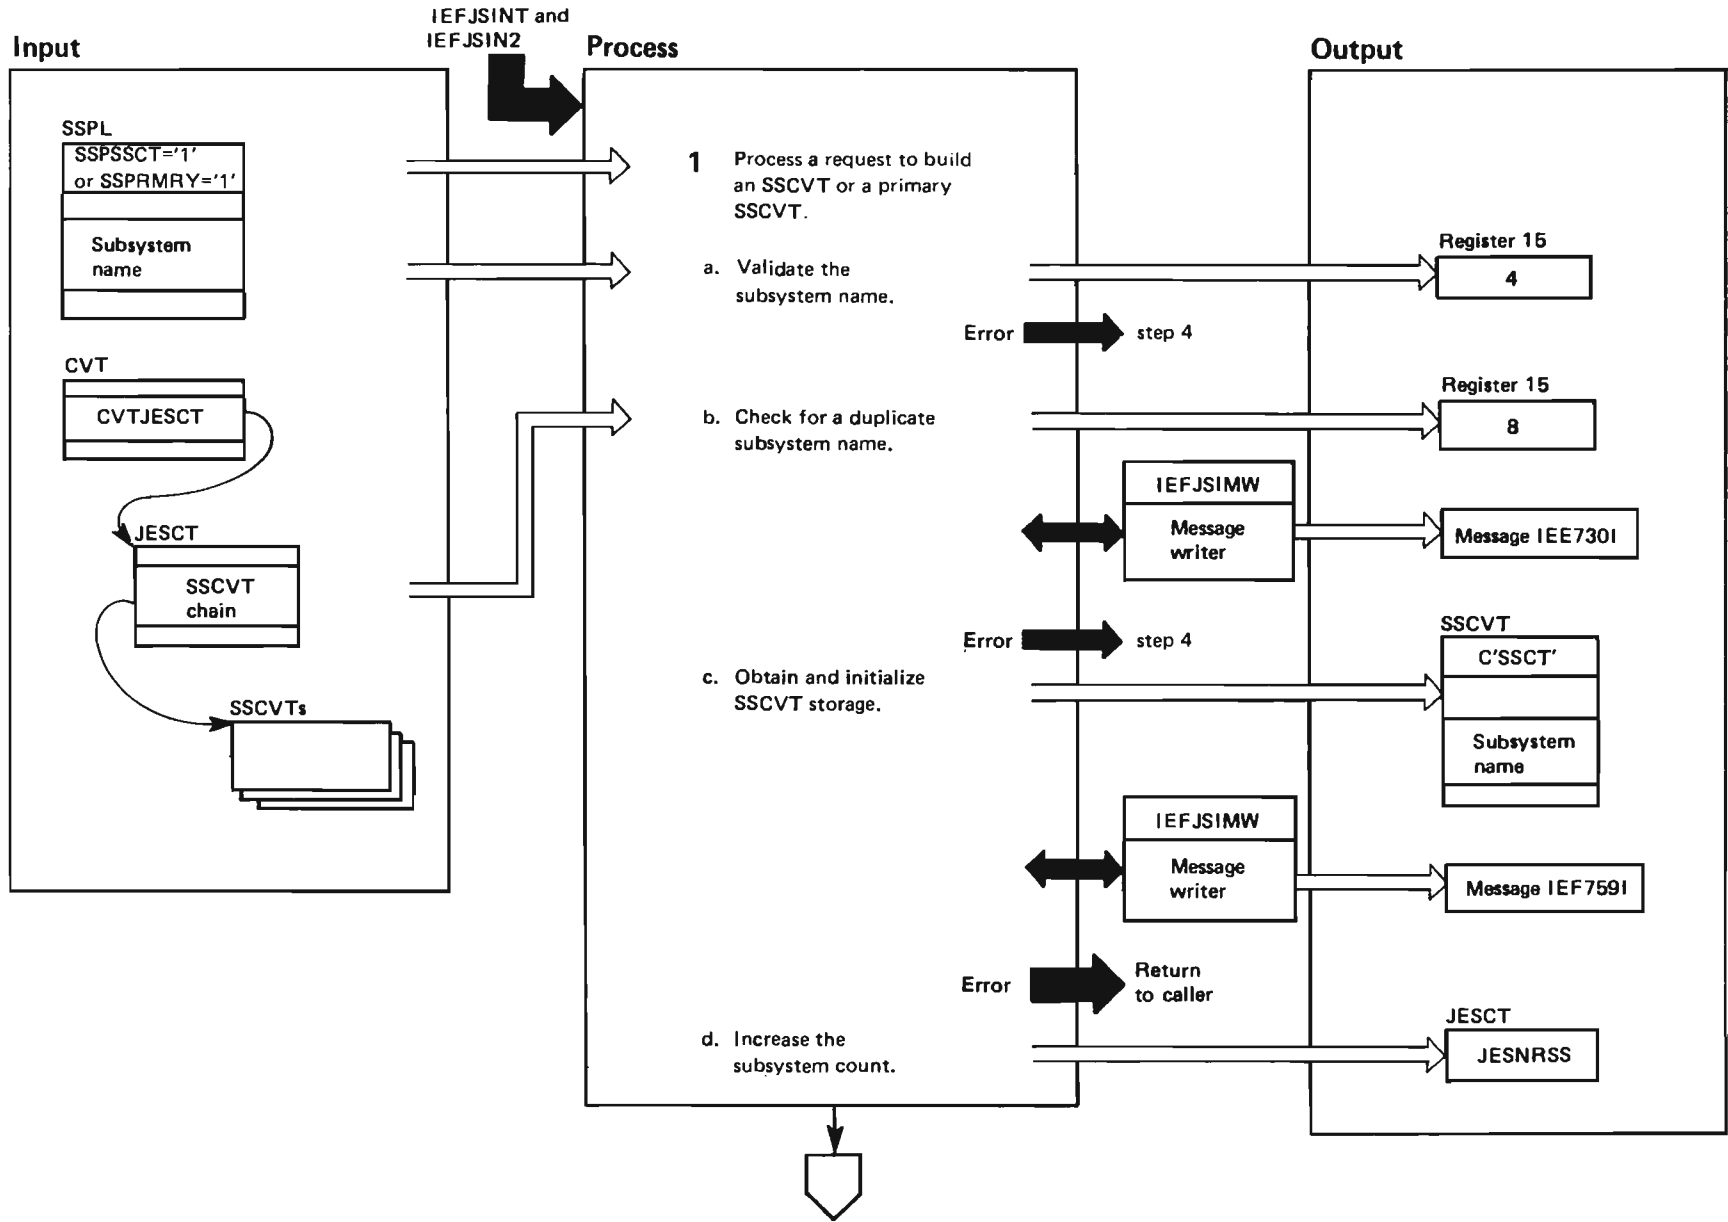 IEFJSINT and
IEFJSIN2
Input
Process
Output
SSPL
SSPSSCT='1'
or SSPRMRY='1'
Subsystem
name
CVT
CVTJESCT
JESCT
SSCVT
chain
SSCVTs
1 Process a request to build
an SSCVT or a primary
SSCVT.
a. Validate the
subsystem name.
Error
step 4
b. Check for a duplicate
subsystem name.
IEFJSIMW
Message
writer
Error
step 4
c. Obtain and initialize
SSCVT storage.
IEFJSIMW
Message
writer
Error
Return
to caller
d. Increase the
subsystem count.
Register 15
4
Register 15
8
Message IEE730I
SSCVT
C'SSCT'
Subsystem
name
Message IEF759I
JESCT
JESNRSS